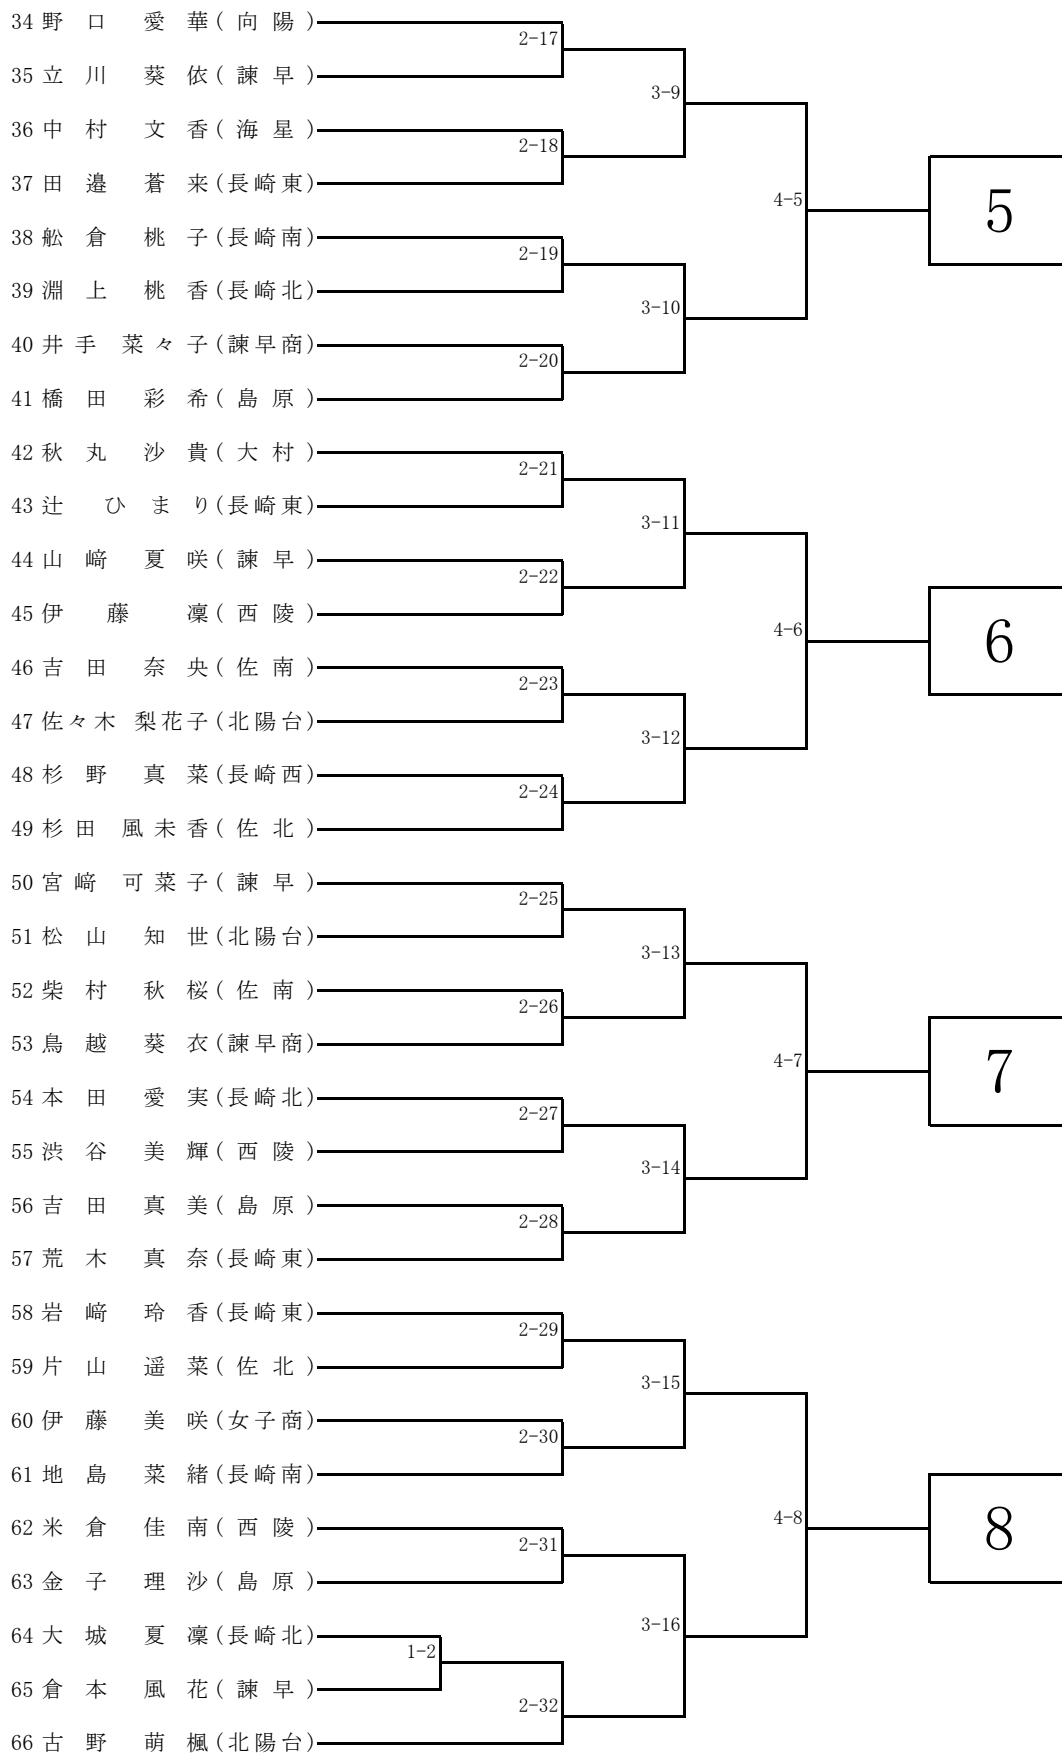 34 野口 愛華(向陽)
2-17
35 立川 葵依(諫早)
3-9
36 中村 文香(海星)
2-18
37 田邉 蒼来(長崎東)
4-5
5
38 舩倉 桃子(長崎南)
2-19
39 淵上 桃香(長崎北)
3-10
40 井手 菜々子(諫早商)
2-20
41 橋田 彩希(島原)
42 秋丸 沙貴(大村)
2-21
43 辻 ひまり(長崎東)
3-11
44 山﨑 夏咲(諫早)
2-22
45 伊藤 凜(西陵)
4-6
6
46 吉田 奈央(佐南)
2-23
47 佐々木 梨花子(北陽台)
3-12
48 杉野 真菜(長崎西)
2-24
49 杉田 風未香(佐北)
50 宮﨑 可菜子(諫早)
2-25
51 松山 知世(北陽台)
3-13
52 柴村 秋桜(佐南)
2-26
53 鳥越 葵衣(諫早商)
4-7
7
54 本田 愛実(長崎北)
2-27
55 渋谷 美輝(西陵)
3-14
56 吉田 真美(島原)
2-28
57 荒木 真奈(長崎東)
58 岩﨑 玲香(長崎東)
2-29
59 片山 遥菜(佐北)
3-15
60 伊藤 美咲(女子商)
2-30
61 地島 菜緒(長崎南)
4-8
8
62 米倉 佳南(西陵)
2-31
63 金子 理沙(島原)
3-16
64 大城 夏凜(長崎北)
1-2
65 倉本 風花(諫早)
2-32
66 古野 萌楓(北陽台)